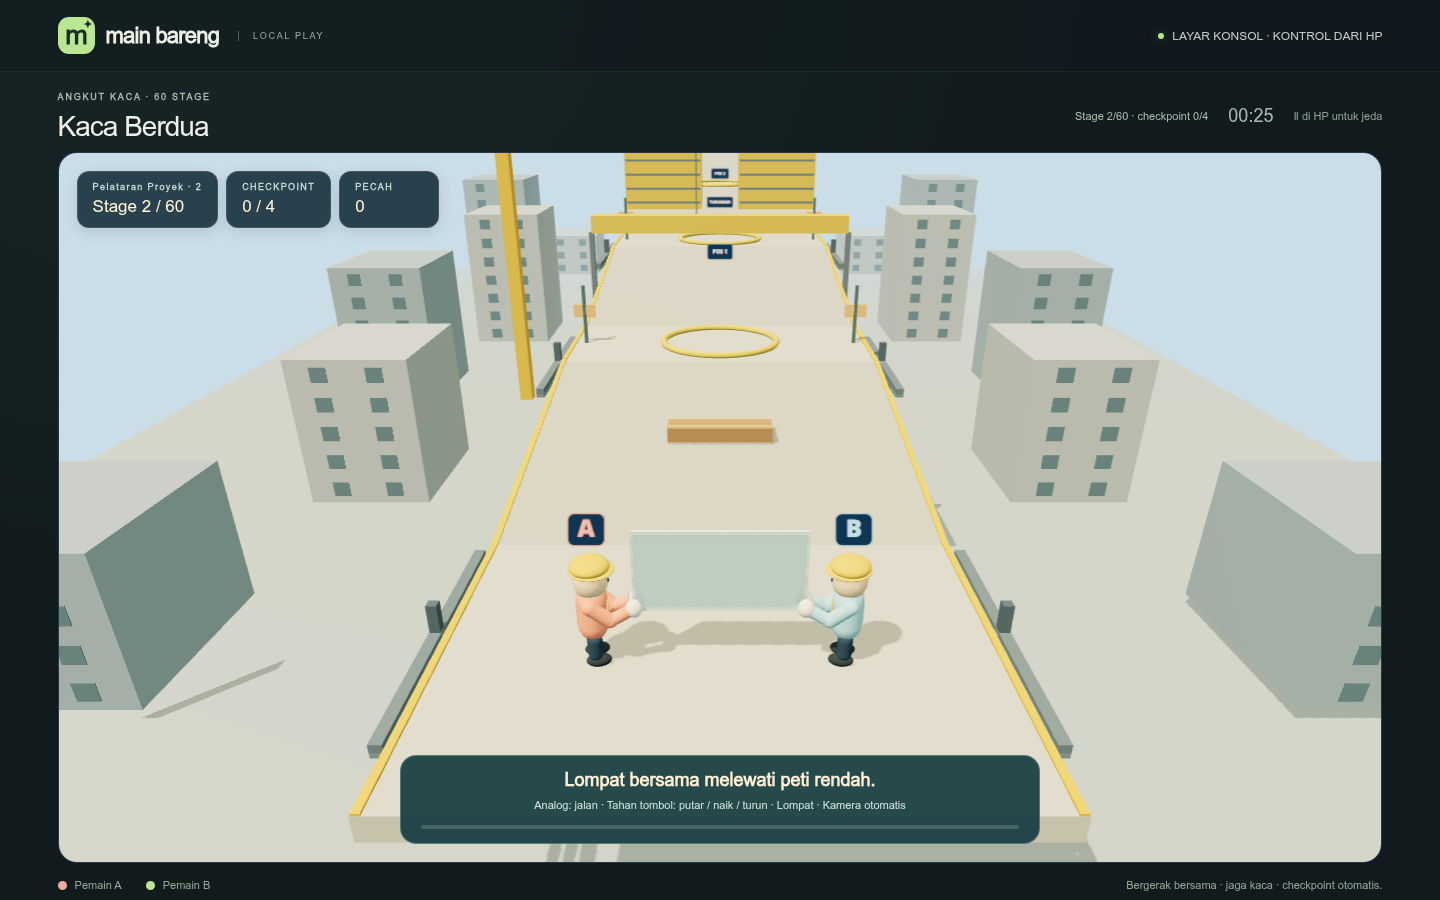 m main bareng
LOCAL PLAY
LAYAR KONSOL · KONTROL DARI HP
ANGKUT KACA · 60 STAGE
Kaca Berdua
Stage 2/60 · checkpoint 0/4
00:25
II di HP untuk jeda
Pelataran Proyek · 2
Stage 2 / 60
CHECKPOINT
0 / 4
PECAH
0
POS 1
A
B
Lompat bersama melewati peti rendah.
Analog: jalan · Tahan tombol: putar / naik / turun · Lompat · Kamera otomatis
Pemain A
Pemain B
Bergerak bersama · jaga kaca · checkpoint otomatis.